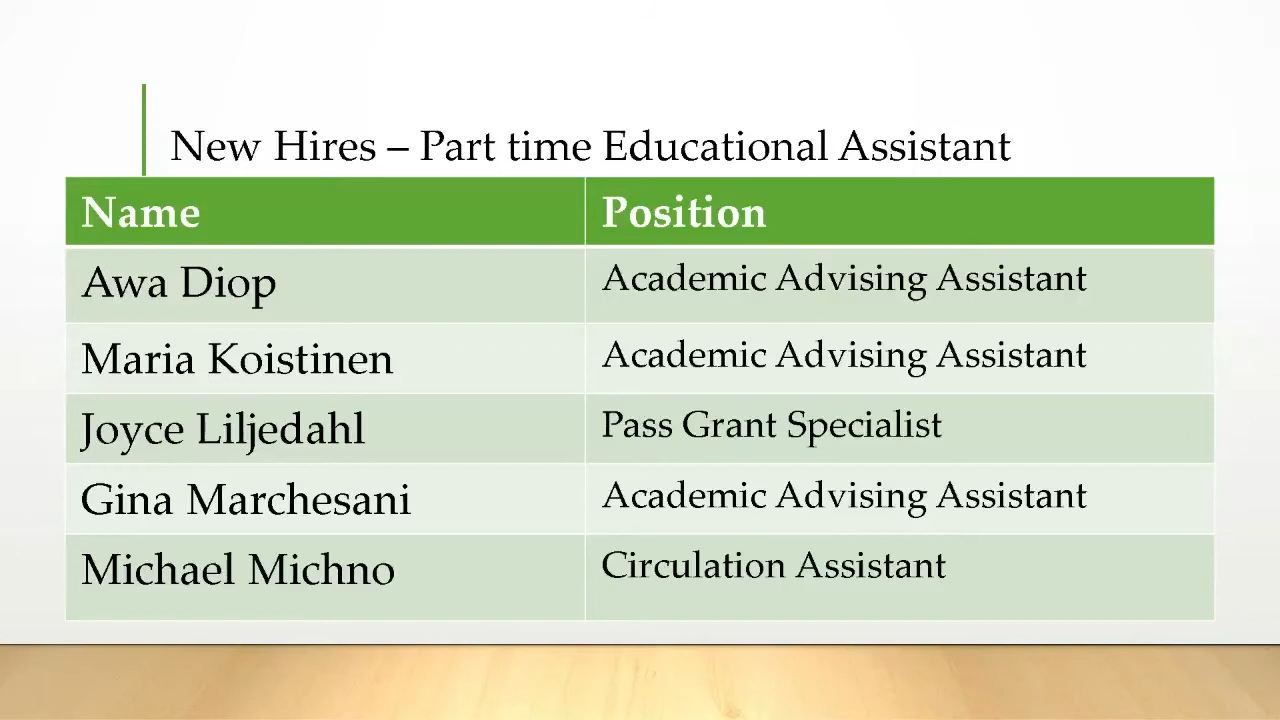 New Hires – Part time Educational Assistant
Name Position
Awa Diop Academic Advising Assistant
Maria Koistinen Academic Advising Assistant
Joyce Liljedahl Pass Grant Specialist
Gina Marchesani Academic Advising Assistant
Michael Michno Circulation Assistant